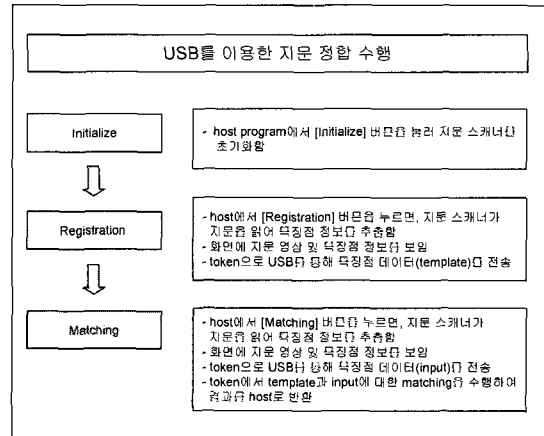 USB를 이용한 지문 정합 수행
Initialize
- host program에서 [Initialize] 버튼을 눌러 지문 스캐너를
초기화함
Registration
- host에서 [Registration] 버튼을 누르면, 지문 스캐너가
지문을 읽어 특징점 정보를 추출함
- 화면에 지문 영상 및 특징점 정보를 보임
- token으로 USB를 통해 특징점 데이터(template)를 전송
Matching
- host에서 [Matching] 버튼을 누르면, 지문 스캐너가
지문을 읽어 특징점 정보를 추출함
- 화면에 지문 영상 및 특징점 정보를 보임
- token으로 USB를 통해 특징점 데이터(input)를 전송
- token에서 template과 input에 대한 matching를 수행하여
결과를 host로 반환